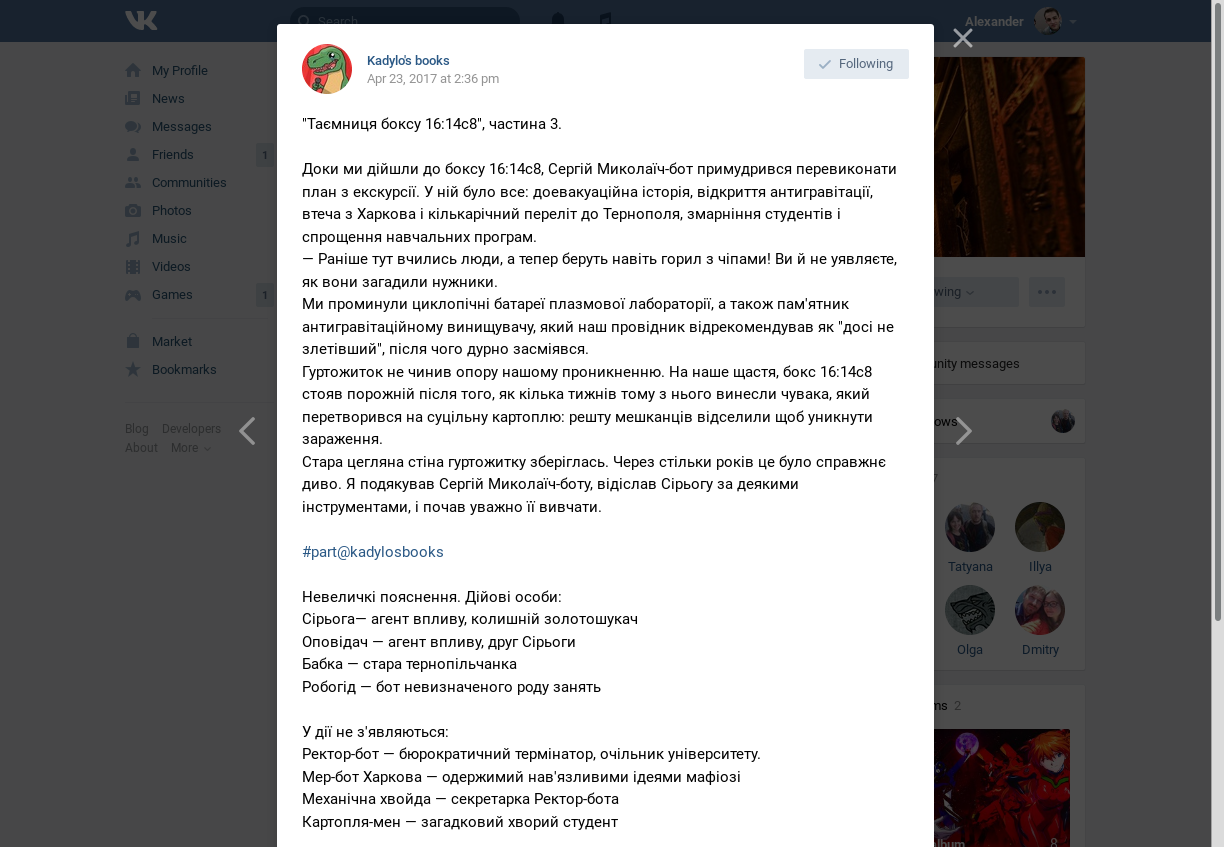 Search
Alexander
My Profile
News
Messages
Friends
1
Communities
Photos
Music
Videos
Games
1
Market
Bookmarks
Blog Developers
About More
Kadylo's books
Apr 23, 2017 at 2:36 pm
Following
"Таємниця боксу 16:14с8", частина 3.
Доки ми дійшли до боксу 16:14с8, Сергій Миколаїч-бот примудрився перевиконати
план з екскурсії. У ній було все: доевакуаційна історія, відкриття антигравітації,
втеча з Харкова і кількарічний переліт до Тернополя, змарніння студентів і
спрощення навчальних програм.
— Раніше тут вчились люди, а тепер беруть навіть горил з чіпами! Ви й не уявляєте,
як вони загадили нужники.
Ми проминули циклопічні батареї плазмової лабораторії, а також пам'ятник
антигравітаційному винищувачу, який наш провідник відрекомендував як "досі не
злетівший", після чого дурно засміявся.
Гуртожиток не чинив опору нашому проникненню. На наше щастя, бокс 16:14с8
стояв порожній після того, як кілька тижнів тому з нього винесли чувака, який
перетворився на суцільну картоплю: решту мешканців відселили щоб уникнути
зараження.
Стара цегляна стіна гуртожитку зберіглась. Через стільки років це було справжнє
диво. Я подякував Сергій Миколаїч-боту, відіслав Сірьогу за деякими
інструментами, і почав уважно її вивчати.
#part@kadylosbooks
Невеличкі пояснення. Дійові особи:
Сірьога— агент впливу, колишній золотошукач
Оповідач — агент впливу, друг Сірьоги
Бабка — стара тернопільчанка
Робогід — бот невизначеного роду занять
У дії не з'являються:
Ректор-бот — бюрократичний термінатор, очільник університету.
Мер-бот Харкова — одержимий нав'язливими ідеями мафіозі
Механічна хвойда — секретарка Ректор-бота
Картопля-мен — загадковий хворий студент
wing
unity messages
ows
Tatyana Illya
Olga Dmitry
ms 2
album 8